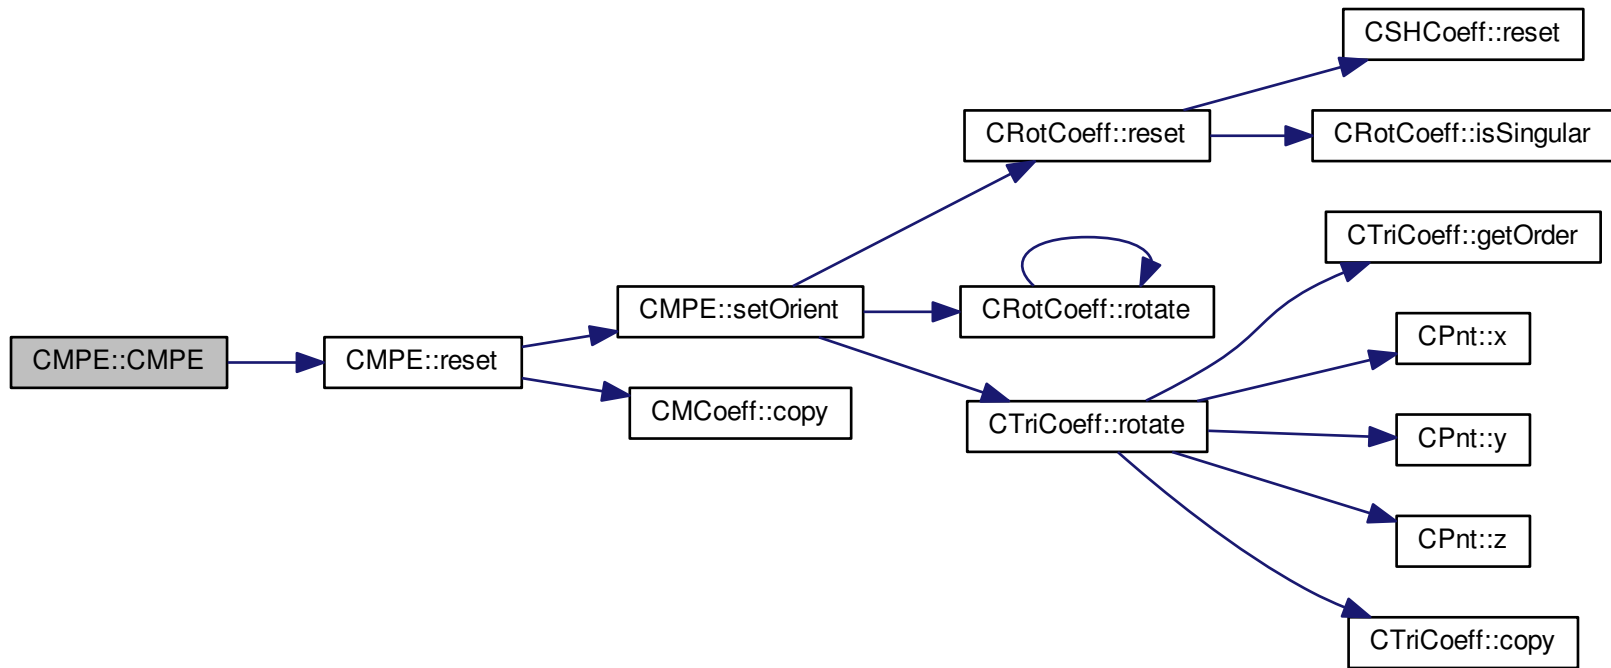 CSHCoeff::reset
CRotCoeff::reset
CRotCoeff::isSingular
CTriCoeff::getOrder
CMPE::setOrient
CRotCoeff::rotate
CPnt::x
CMPE::CMPE
CMPE::reset
CMCoeff::copy
CTriCoeff::rotate
CPnt::y
CPnt::z
CTriCoeff::copy